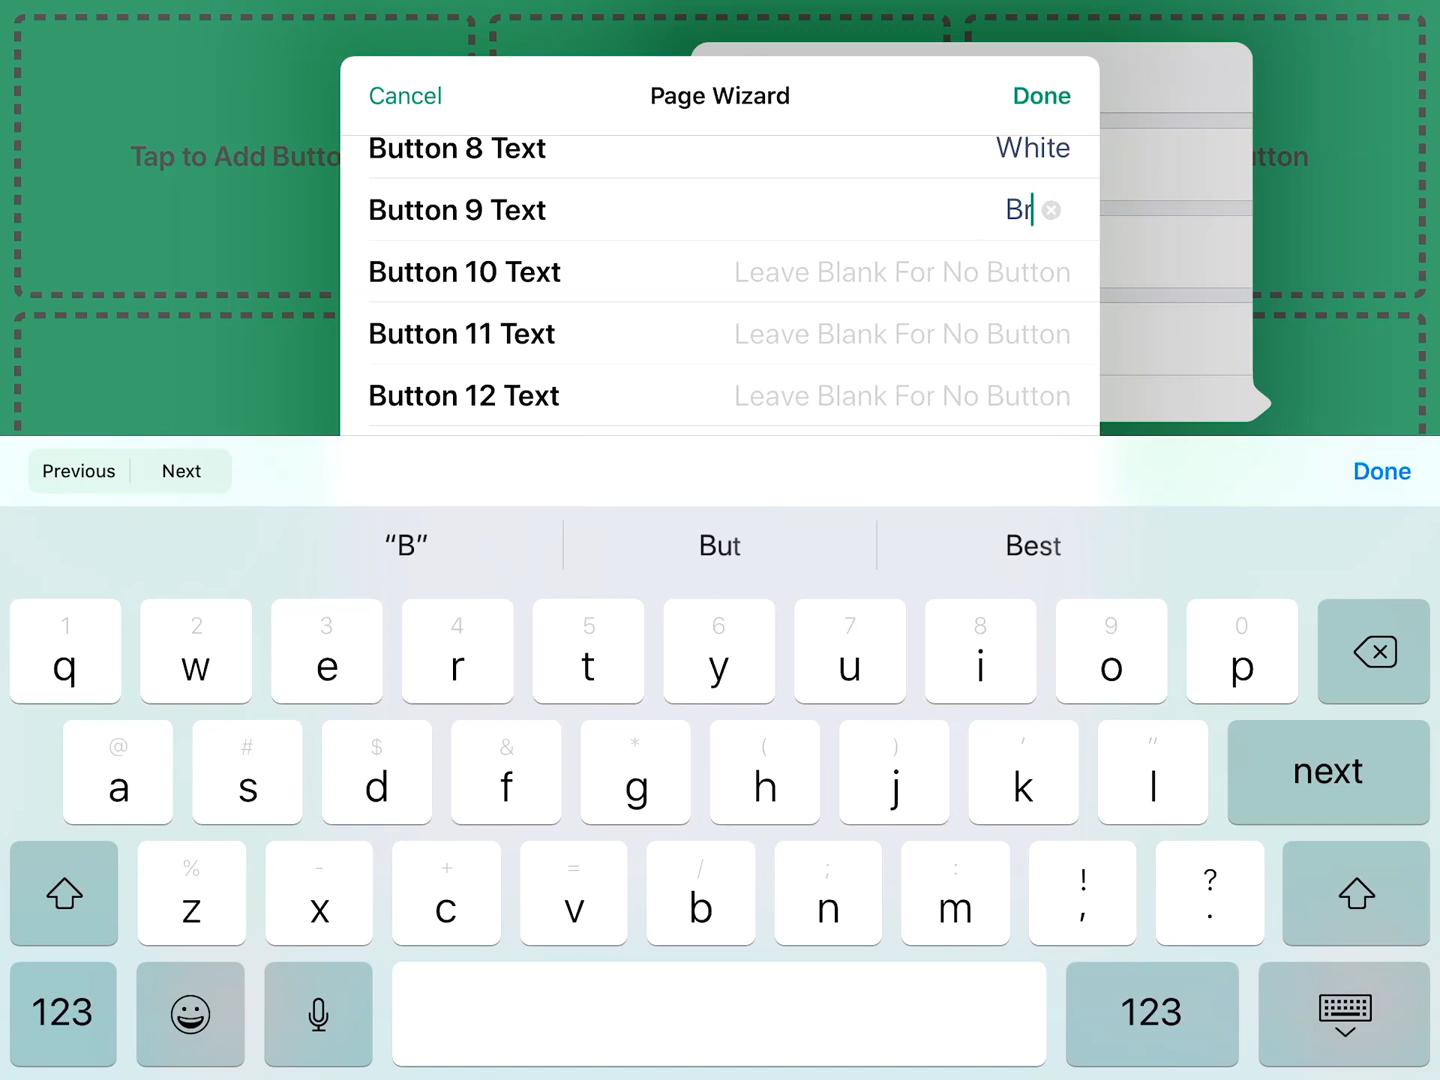 Tap to Add Butto
tton
Cancel
Page Wizard
Done
Button 8 Text
White
Button 9 Text
Br
Button 10 Text
Leave Blank For No Button
Button 11 Text
Leave Blank For No Button
Button 12 Text
Leave Blank For No Button
Previous
Next
Done
“B”
But
Best
1 2 3 4 5 6 7 8 9 0
q w e r t y u i o p
@ # $ & * ( ) ' "
a s d f g h j k l
next
% - + = / ; : ! ?
z x c v b n m , .
123
123